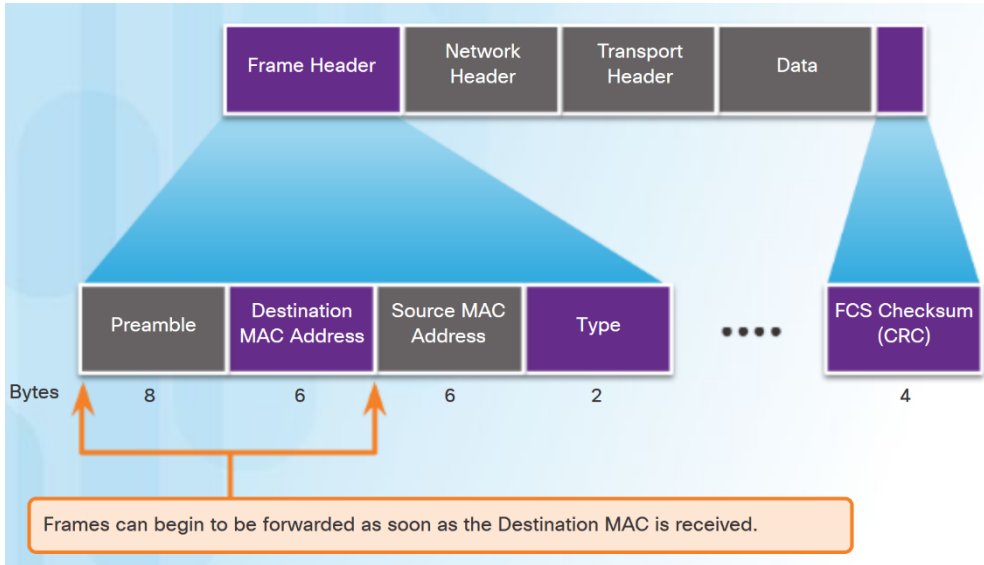 Frame Header
Network
Header
Transport
Header
Data
Preamble
Destination
MAC Address
Source MAC
Address
Type
FCS Checksum
(CRC)
Bytes
8
6
6
2
4
Frames can begin to be forwarded as soon as the Destination MAC is received.